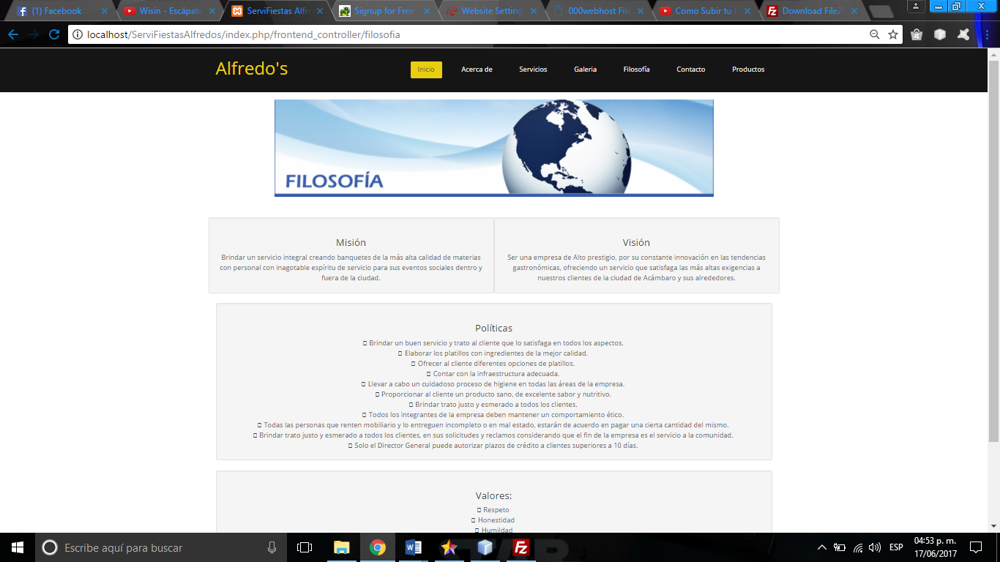 (1) Facebook
Wisin - Escápate
ServiFiestas Alfre
Signup for Free
Website Setting
000webhost File
Como Subir tu
Download FileZ
localhost/ServiFiestasAlfredos/index.php/frontend_controller/filosofia
Alfredo's
Inicio Acerca de Servicios Galeria Filosofía Contacto Productos
FILOSOFÍA
Misión
Brindar un servicio integral creando banquetes de la más alta calidad de materias
con personal con inagotable espíritu de servicio para sus eventos sociales dentro y
fuera de la ciudad.
Visión
Ser una empresa de Alto prestigio, por su constante innovación en las tendencias
gastronómicas, ofreciendo un servicio que satisfaga las más altas exigencias a
nuestros clientes de la ciudad de Acámbaro y sus alrededores.
Políticas
Brindar un buen servicio y trato al cliente que lo satisfaga en todos los aspectos.
Elaborar los platillos con ingredientes de la mejor calidad.
Ofrecer al cliente diferentes opciones de platillos.
Contar con la infraestructura adecuada.
Llevar a cabo un cuidadoso proceso de higiene en todas las áreas de la empresa.
Proporcionar al cliente un producto sano, de excelente sabor y nutritivo.
Brindar trato justo y esmerado a todos los clientes.
Todos los integrantes de la empresa deben mantener un comportamiento ético.
Todas las personas que renten mobiliario y lo entreguen incompleto o en mal estado, estarán de acuerdo en pagar una cierta cantidad del mismo.
Brindar trato justo y esmerado a todos los clientes, en sus solicitudes y reclamos considerando que el fin de la empresa es el servicio a la comunidad.
Solo el Director General puede autorizar plazos de crédito a clientes superiores a 10 días.
Valores:
Respeto
Honestidad
Humildad
Escribe aquí para buscar
ESP
04:53 p. m.
17/06/2017